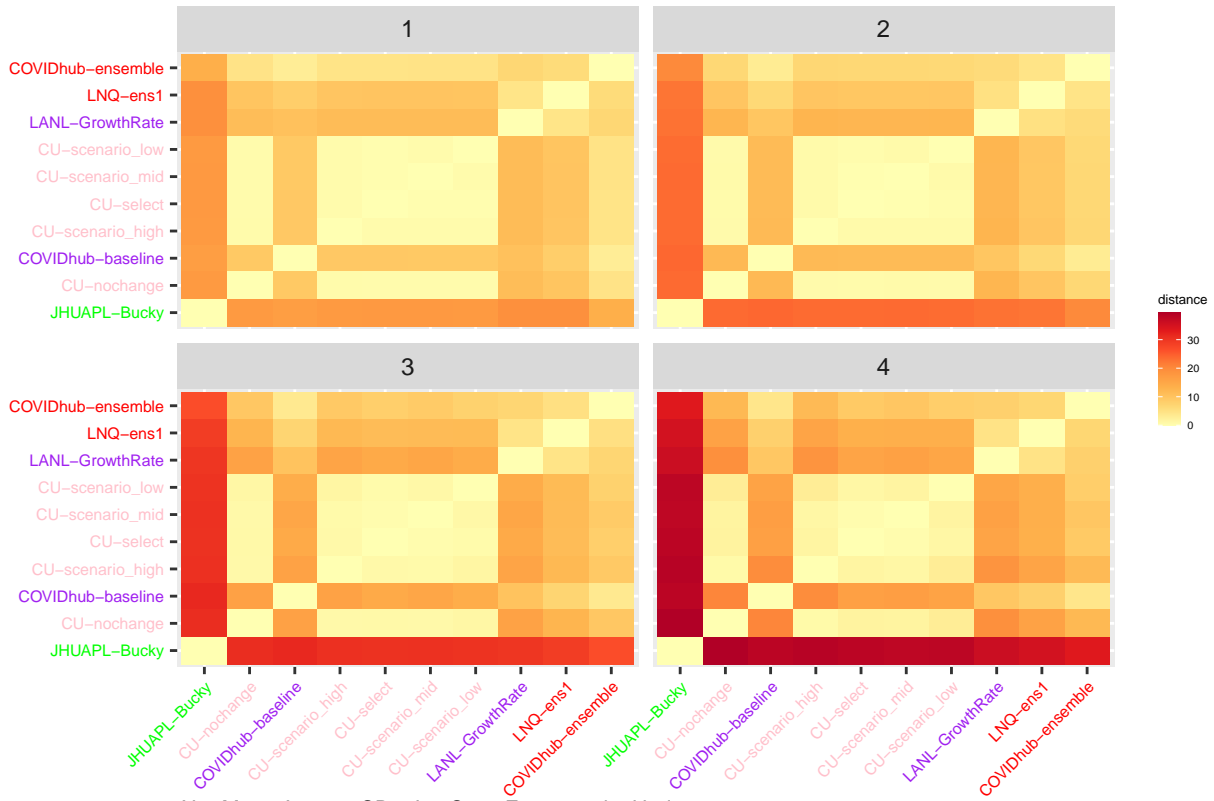 1
2
COVIDhub−ensemble
LNQ−ens1
LANL−GrowthRate
CU−scenario_low
CU−scenario_mid
CU−select
CU−scenario_high
COVIDhub−baseline
CU−nochange
JHUAPL−Bucky
distance
30
20
10
0
3
4
COVIDhub−ensemble
LNQ−ens1
LANL−GrowthRate
CU−scenario_low
CU−scenario_mid
CU−select
CU−scenario_high
COVIDhub−baseline
CU−nochange
JHUAPL−Bucky
JHUAPL−Bucky
CU−nochange
COVIDhub−baseline
CU−scenario_high
CU−select
CU−scenario_mid
CU−scenario_low
LANL−GrowthRate
LNQ−ens1
COVIDhub−ensemble
JHUAPL−Bucky
CU−nochange
COVIDhub−baseline
CU−scenario_high
CU−select
CU−scenario_mid
CU−scenario_low
LANL−GrowthRate
LNQ−ens1
COVIDhub−ensemble